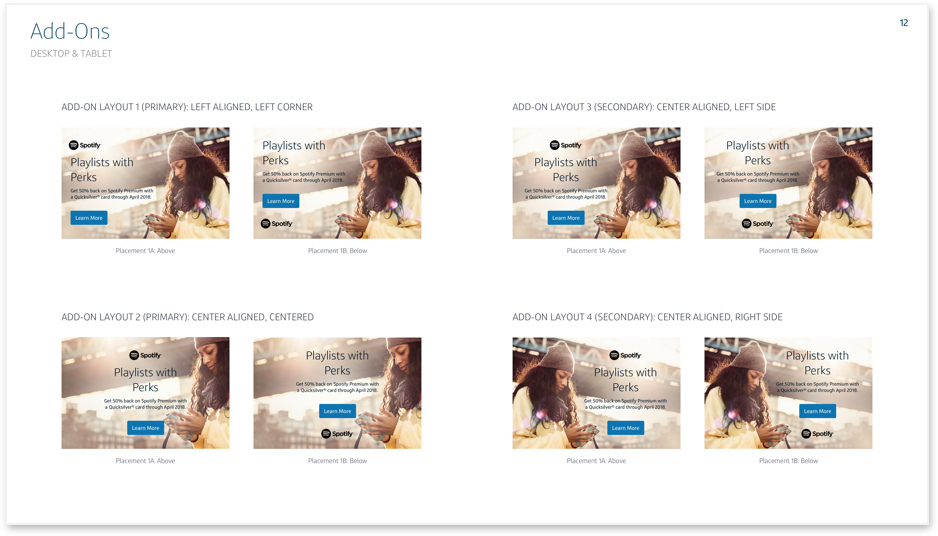 Add-Ons
12
DESKTOP & TABLET
ADD-ON LAYOUT 1 (PRIMARY): LEFT ALIGNED, LEFT CORNER
Spotify
Playlists with
Perks
Get 50% back on Spotify Premium with
a Quicksilver® card through April 2018.
Learn More
Placement 1A: Above
Playlists with
Perks
Get 50% back on Spotify Premium with
a Quicksilver® card through April 2018.
Learn More
Spotify
Placement 1B: Below
ADD-ON LAYOUT 3 (SECONDARY): CENTER ALIGNED, LEFT SIDE
Spotify
Playlists with
Perks
Get 50% back on Spotify Premium with
a Quicksilver® card through April 2018.
Learn More
Placement 1A: Above
Playlists with
Perks
Get 50% back on Spotify Premium with
a Quicksilver® card through April 2018.
Learn More
Spotify
Placement 1B: Below
ADD-ON LAYOUT 2 (PRIMARY): CENTER ALIGNED, CENTERED
Spotify
Playlists with
Perks
Get 50% back on Spotify Premium with
a Quicksilver® card through April 2018.
Learn More
Placement 1A: Above
Playlists with
Perks
Get 50% back on Spotify Premium with
a Quicksilver® card through April 2018.
Learn More
Spotify
Placement 1B: Below
ADD-ON LAYOUT 4 (SECONDARY): CENTER ALIGNED, RIGHT SIDE
Spotify
Playlists with
Perks
Get 50% back on Spotify Premium with
a Quicksilver® card through April 2018.
Learn More
Placement 1A: Above
Playlists with
Perks
Get 50% back on Spotify Premium with
a Quicksilver® card through April 2018.
Learn More
Spotify
Placement 1B: Below